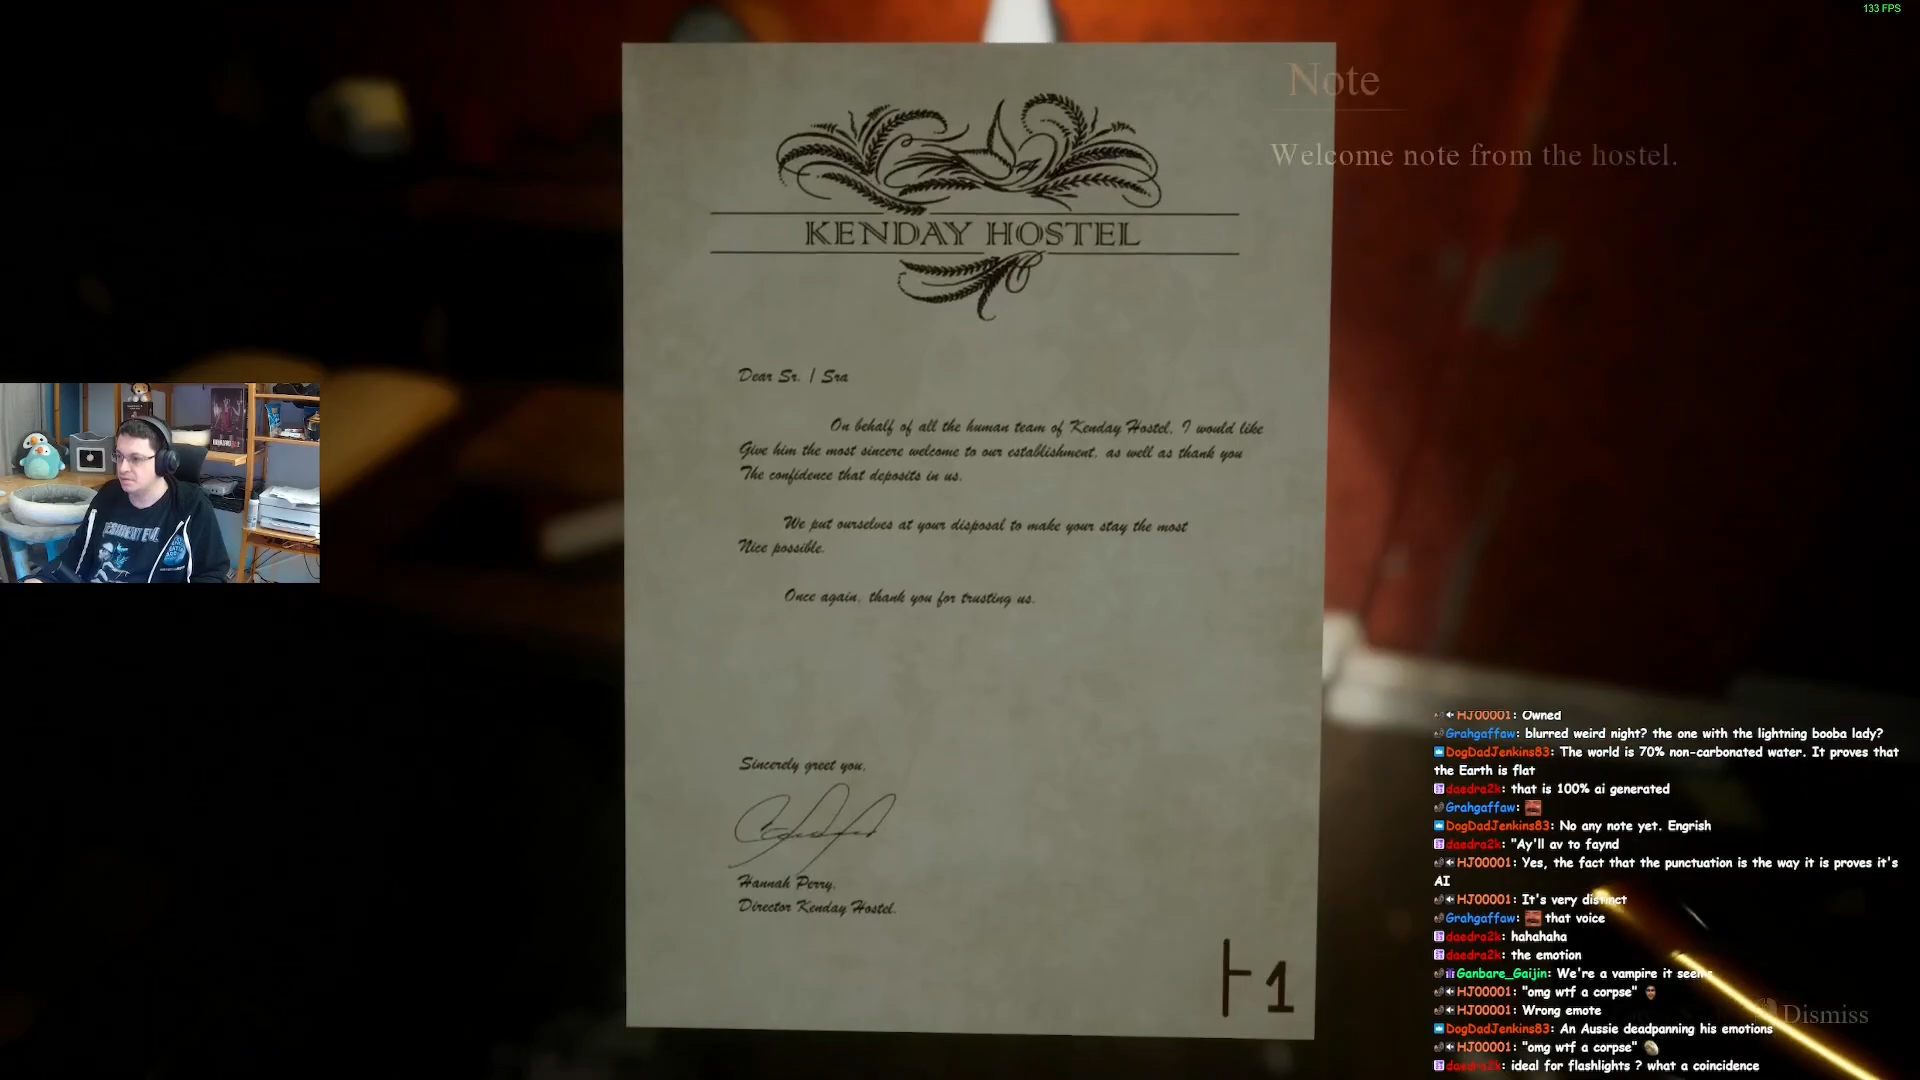 133 FPS
Note
Welcome note from the hostel.
KENDAY HOSTEL
Dear Sr. / Sra
On behalf of all the human team of Kenday Hostel, I would like
Give him the most sincere welcome to our establishment, as well as thank you
The confidence that deposits in us.
We put ourselves at your disposal to make your stay the most
Nice possible.
Once again, thank you for trusting us.
Sincerely greet you,
Hannah Perry,
Director Kenday Hostel.
⊦1
Dismiss
RESIDENT EVIL
HJ00001: Owned
Grahgaffaw: blurred weird night? the one with the lightning booba lady?
DogDadJenkins83: The world is 70% non-carbonated water. It proves that
the Earth is flat
daedra2k: that is 100% ai generated
Grahgaffaw:
DogDadJenkins83: No any note yet. Engrish
daedra2k: "Ay'll av to faynd
HJ00001: Yes, the fact that the punctuation is the way it is proves it's
AI
HJ00001: It's very distinct
Grahgaffaw: that voice
daedra2k: hahahaha
daedra2k: the emotion
Ganbare_Gaijin: We're a vampire it seems
HJ00001: "omg wtf a corpse"
HJ00001: Wrong emote
DogDadJenkins83: An Aussie deadpanning his emotions
HJ00001: "omg wtf a corpse"
daedra2k: ideal for flashlights ? what a coincidence